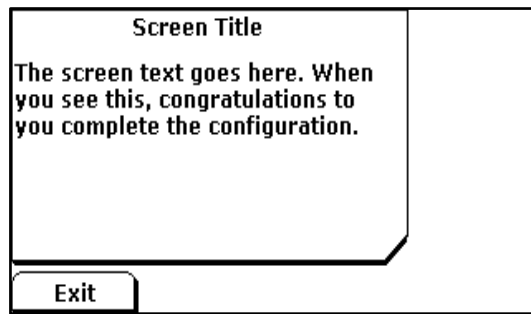 Screen Title
The screen text goes here. When
you see this, congratulations to
you complete the configuration.
Exit